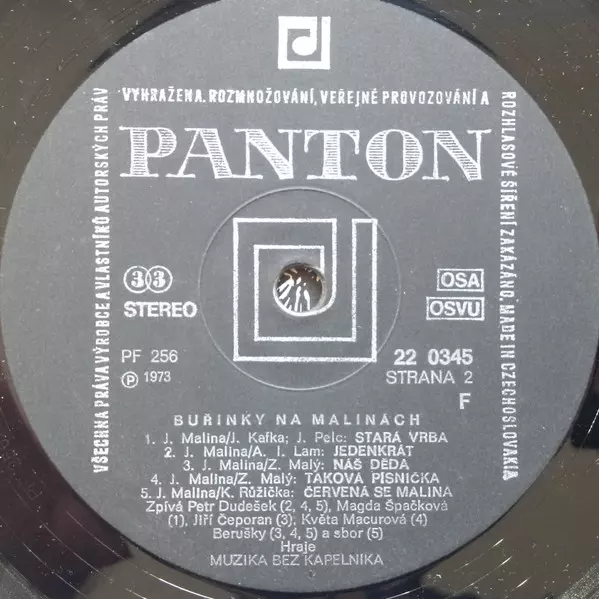 VYHRAŽENA. ROZMNOŽOVÁNÍ, VEŘEJNÉ PROVOZOVÁNÍ A
ROZHLASOVÉ ŠÍŘENÍ ZAKÁZÁNO. MADE IN CZECHOSLOVAKIA
VŠECHNA PRÁVA VÝROBCE A VLASTNÍKŮ AUTORSKÝCH PRÁV
PANTON
33
STEREO
OSA
OSVU
PF 256
℗ 1973
22 0345
STRANA 2
F
BUŘINKY NA MALINÁCH
1. J. Malina/J. Kafka; J. Pelc: STARÁ VRBA
2. J. Malina/A. I. Lam: JEDENKRÁT
3. J. Malina/Z. Malý: NÁŠ DĚDA
4. J. Malina/Z. Malý: TAKOVÁ PÍSNIČKA
5. J. Malina/K. Růžička: ČERVENÁ SE MALINA
Zpívá Petr Dudešek (2, 4, 5), Magda Špačková
(1), Jiří Čeporan (3), Květa Macurová (4)
Berušky (3, 4, 5) a sbor (5)
Hraje
MUZIKA BEZ KAPELNÍKA